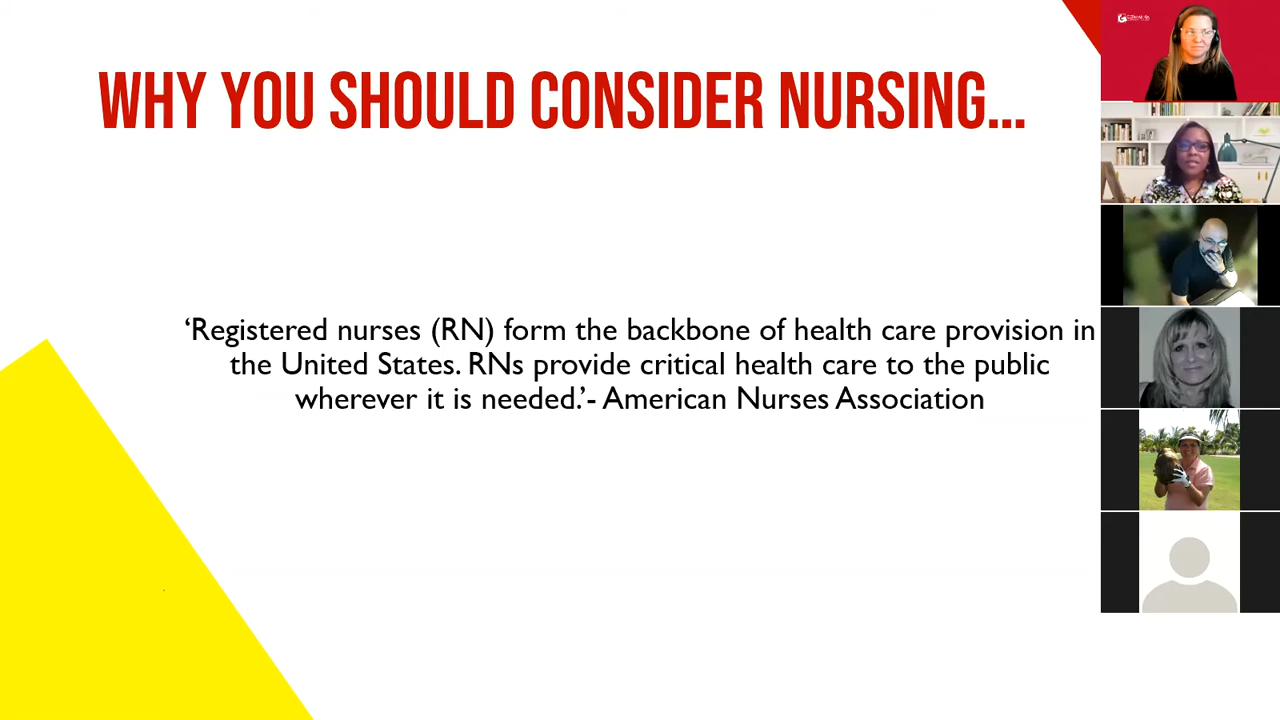 WHY YOU SHOULD CONSIDER NURSING...
‘Registered nurses (RN) form the backbone of health care provision in
the United States. RNs provide critical health care to the public
wherever it is needed.’- American Nurses Association